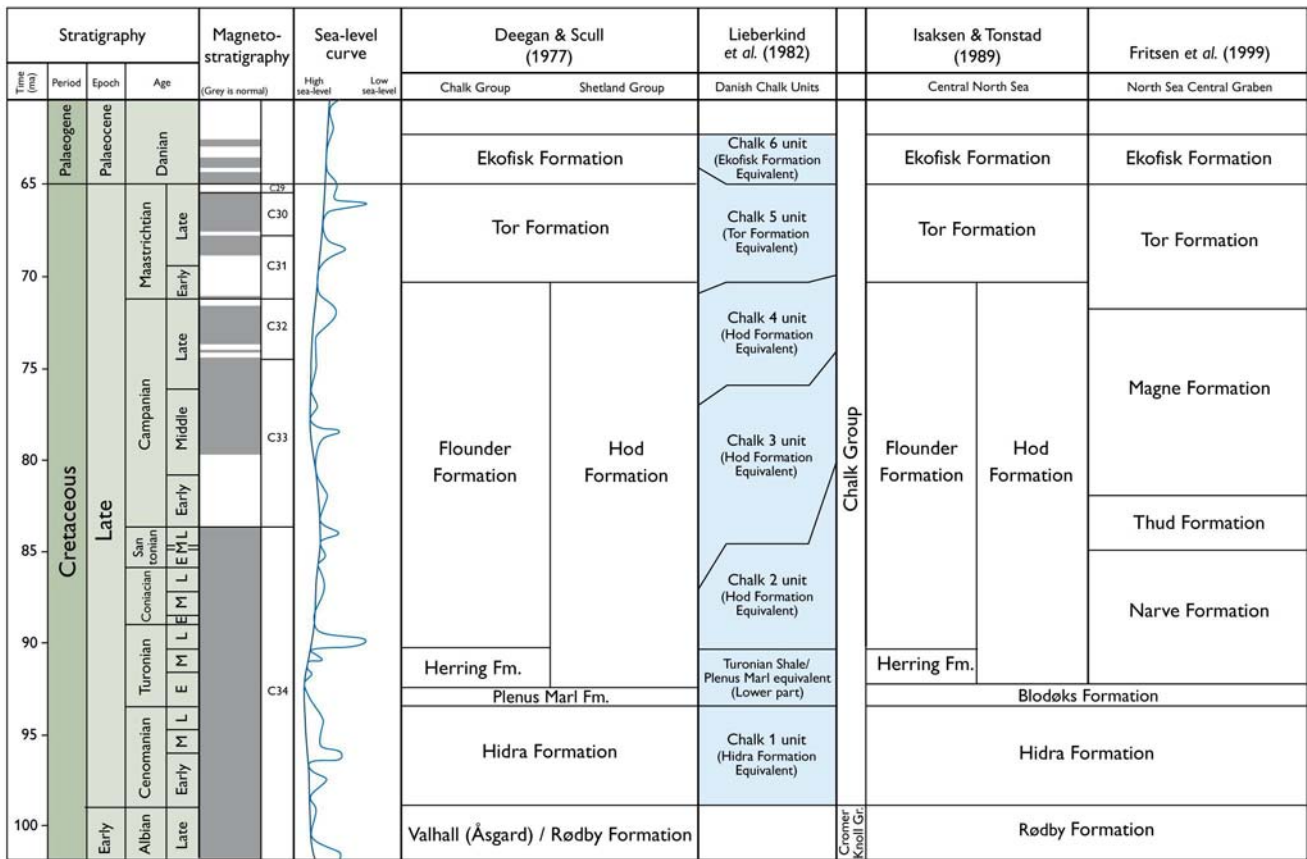 Stratigraphy
Magneto-
stratigraphy
Sea-level
curve
Deegan & Scull
(1977)
Lieberkind
et al. (1982)
Isaksen & Tonstad
(1989)
Fritsen et al. (1999)
Time
(ma)
Period
Epoch
Age
(Grey is normal)
High
sea-level
Low
sea-level
Chalk Group
Shetland Group
Danish Chalk Units
Central North Sea
North Sea Central Graben
65
70
75
80
85
90
95
100
Palaeogene
Cretaceous
Palaeocene
Late
Early
Danian
Maastrichtian
Late
Early
Campanian
Late
Middle
Early
San
tonian
L
M
E
Coniacian
L
M
E
Turonian
L
M
E
Cenomanian
L
M
Early
Albian
Late
C29
C30
C31
C32
C33
C34
Ekofisk Formation
Tor Formation
Flounder
Formation
Hod
Formation
Herring Fm.
Plenus Marl Fm.
Hidra Formation
Valhall (Åsgard) / Rødby Formation
Chalk 6 unit
(Ekofisk Formation
Equivalent)
Chalk 5 unit
(Tor Formation
Equivalent)
Chalk 4 unit
(Hod Formation
Equivalent)
Chalk 3 unit
(Hod Formation
Equivalent)
Chalk 2 unit
(Hod Formation
Equivalent)
Turonian Shale/
Plenus Marl equivalent
(Lower part)
Chalk 1 unit
(Hidra Formation
Equivalent)
Chalk Group
Cromer
Knoll Gr.
Ekofisk Formation
Tor Formation
Flounder
Formation
Hod
Formation
Herring Fm.
Blodøks Formation
Hidra Formation
Rødby Formation
Ekofisk Formation
Tor Formation
Magne Formation
Thud Formation
Narve Formation